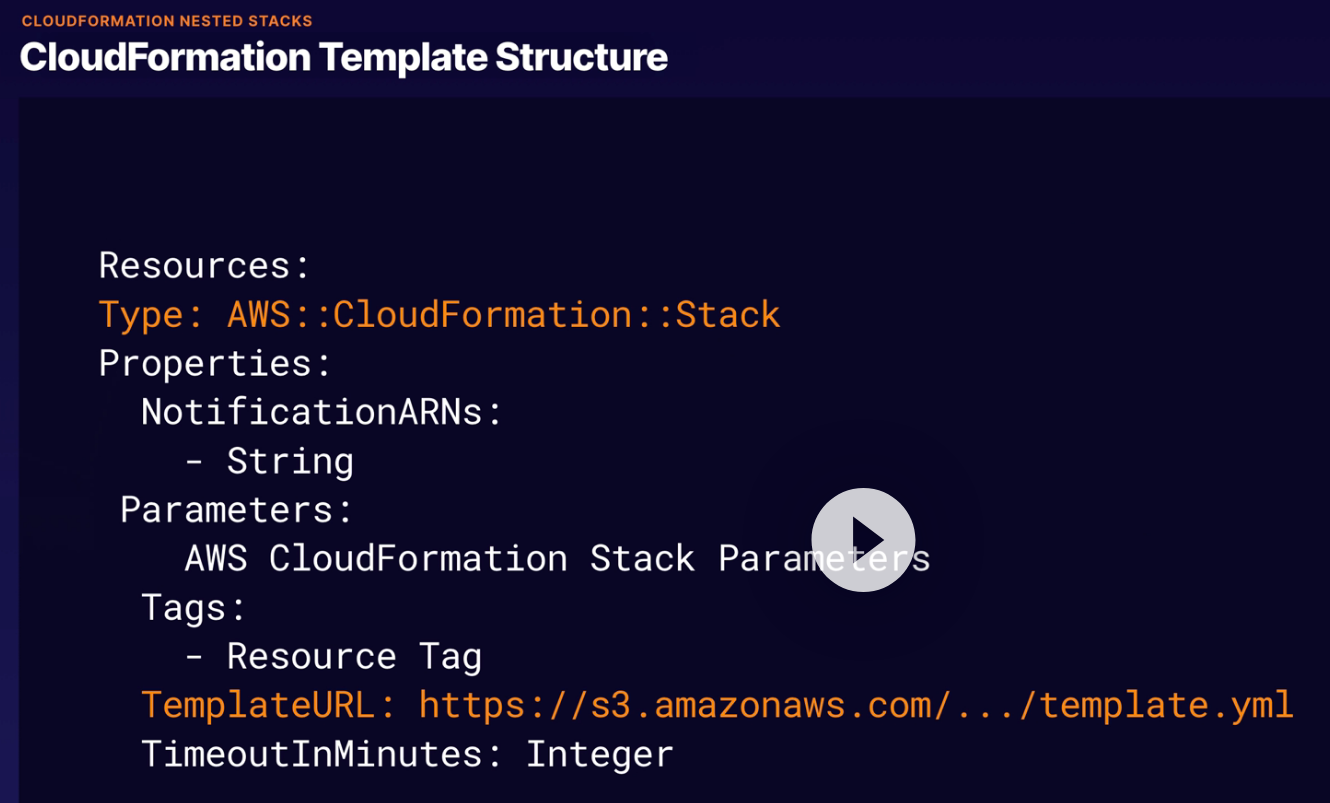 CLOUDFORMATION NESTED STACKS
CloudFormation Template Structure
Resources:
Type: AWS::CloudFormation::Stack
Properties:
  NotificationARNs:
    - String
 Parameters:
    AWS CloudFormation Stack Parameters
  Tags:
    - Resource Tag
  TemplateURL: https://s3.amazonaws.com/.../template.yml
  TimeoutInMinutes: Integer